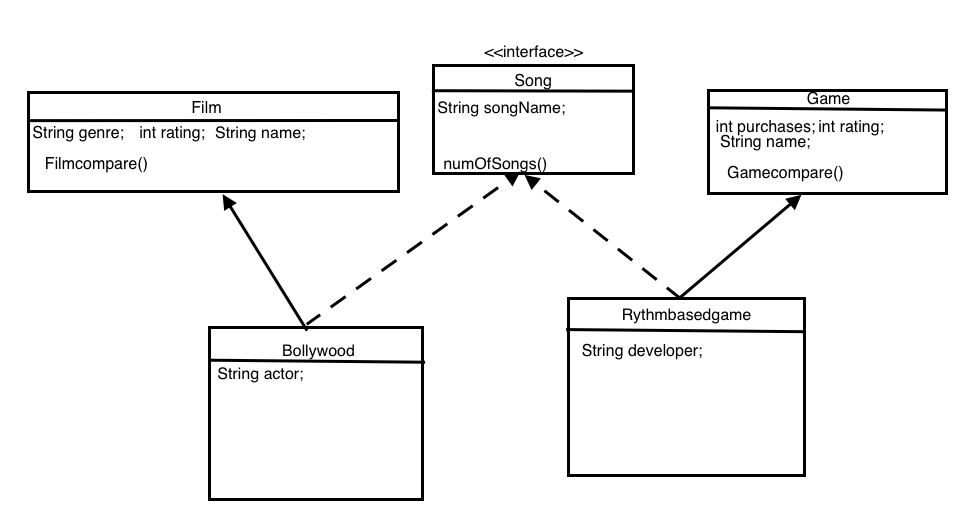 <<interface>>
Song
String songName;
numOfSongs()
Film
String genre; int rating; String name;
Filmcompare()
Game
int purchases; int rating;
String name;
Gamecompare()
Bollywood
String actor;
Rythmbasedgame
String developer;